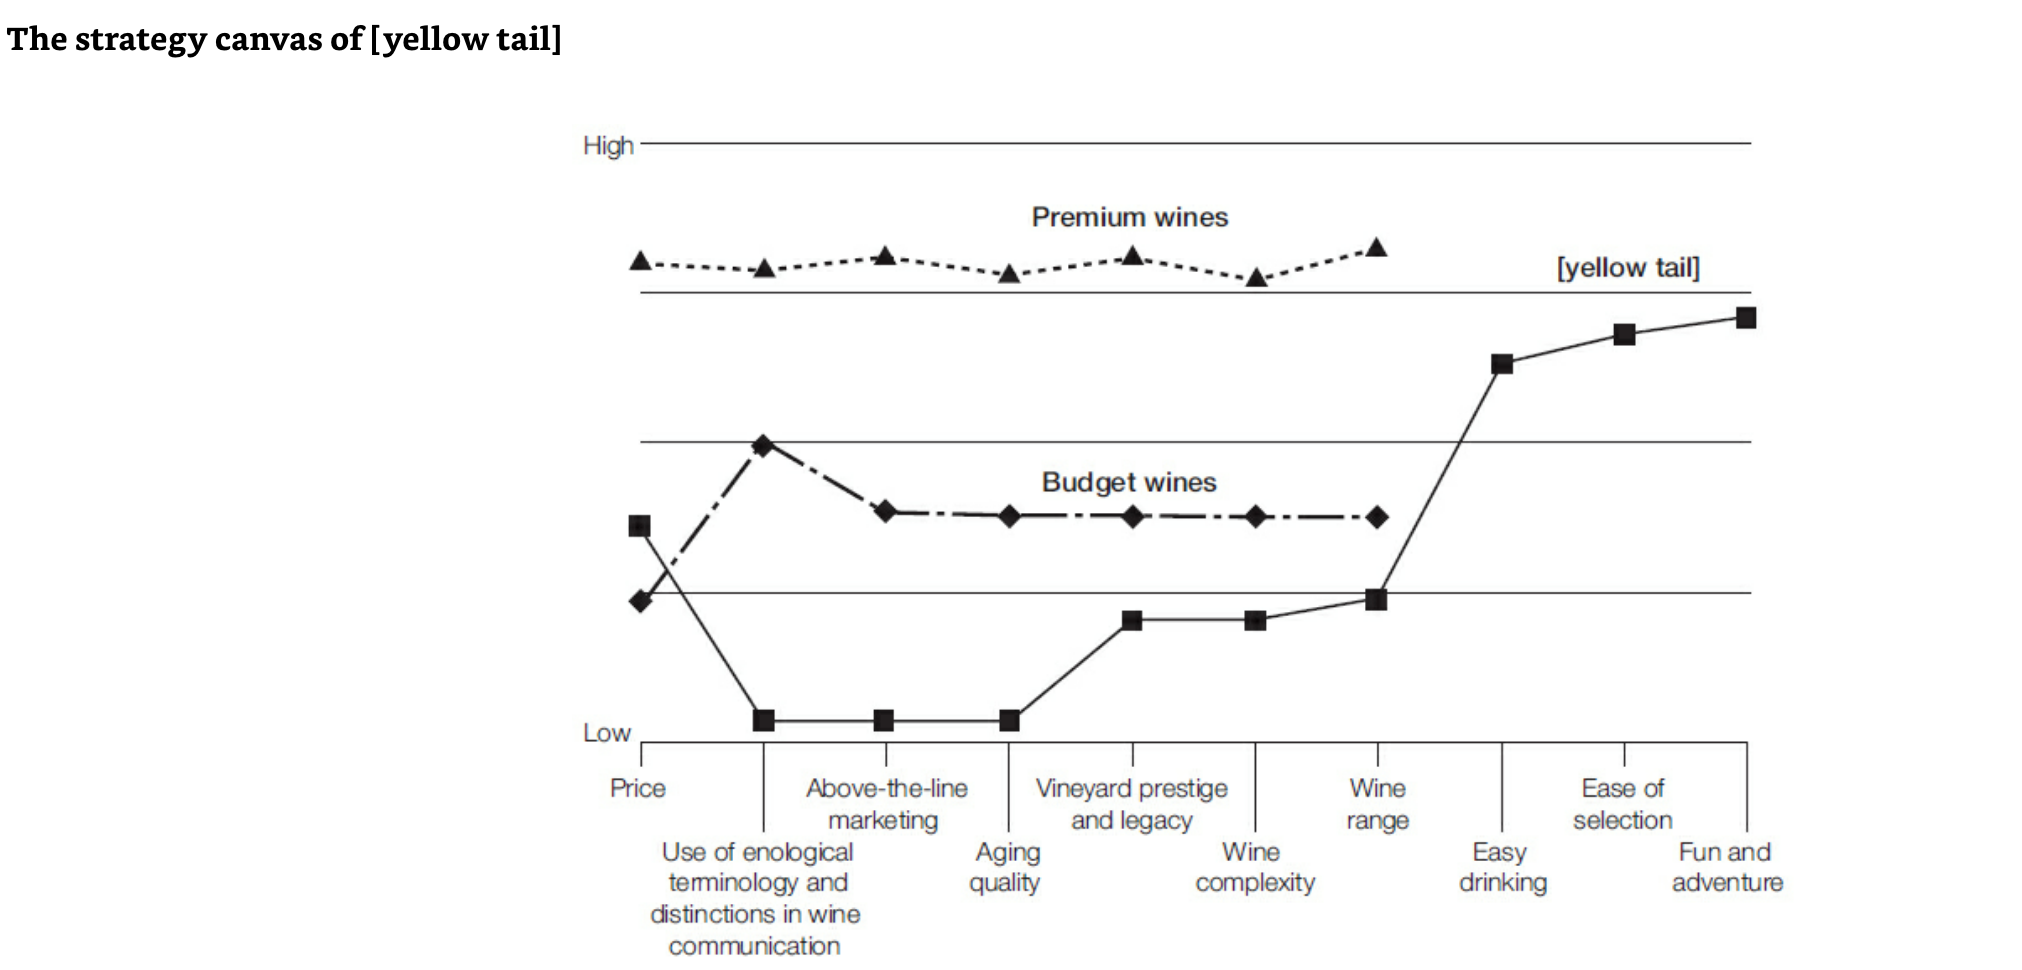 The strategy canvas of [yellow tail]
High
Premium wines
[yellow tail]
Budget wines
Low
Price
Use of enological
terminology and
distinctions in wine
communication
Above-the-line
marketing
Aging
quality
Vineyard prestige
and legacy
Wine
complexity
Wine
range
Easy
drinking
Ease of
selection
Fun and
adventure